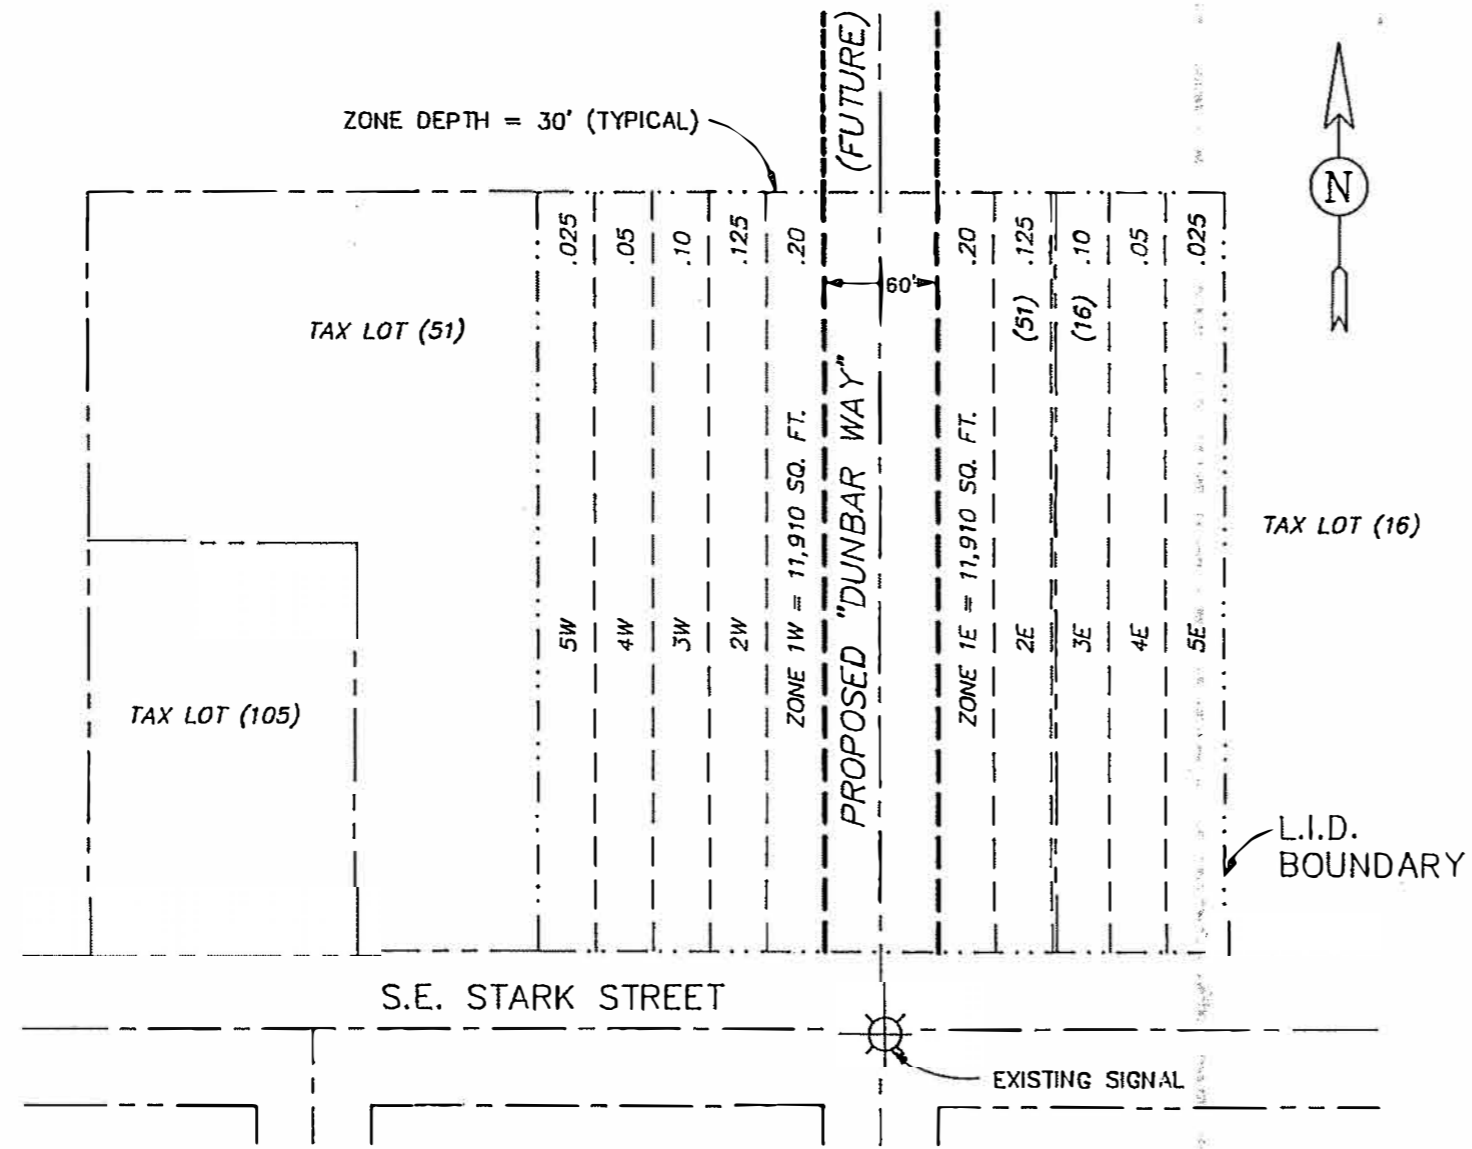 (FUTURE)
ZONE DEPTH = 30' (TYPICAL)
N
.025
.05
.10
.125
.20
.20
.125
.10
.05
.025
60'
(51)
(16)
TAX LOT (51)
TAX LOT (16)
PROPOSED "DUNBAR WAY"
ZONE 1W = 11,910 SQ. FT.
ZONE 1E = 11,910 SQ. FT.
5W
4W
3W
2W
2E
3E
4E
5E
TAX LOT (105)
L.I.D.
BOUNDARY
S.E. STARK STREET
EXISTING SIGNAL